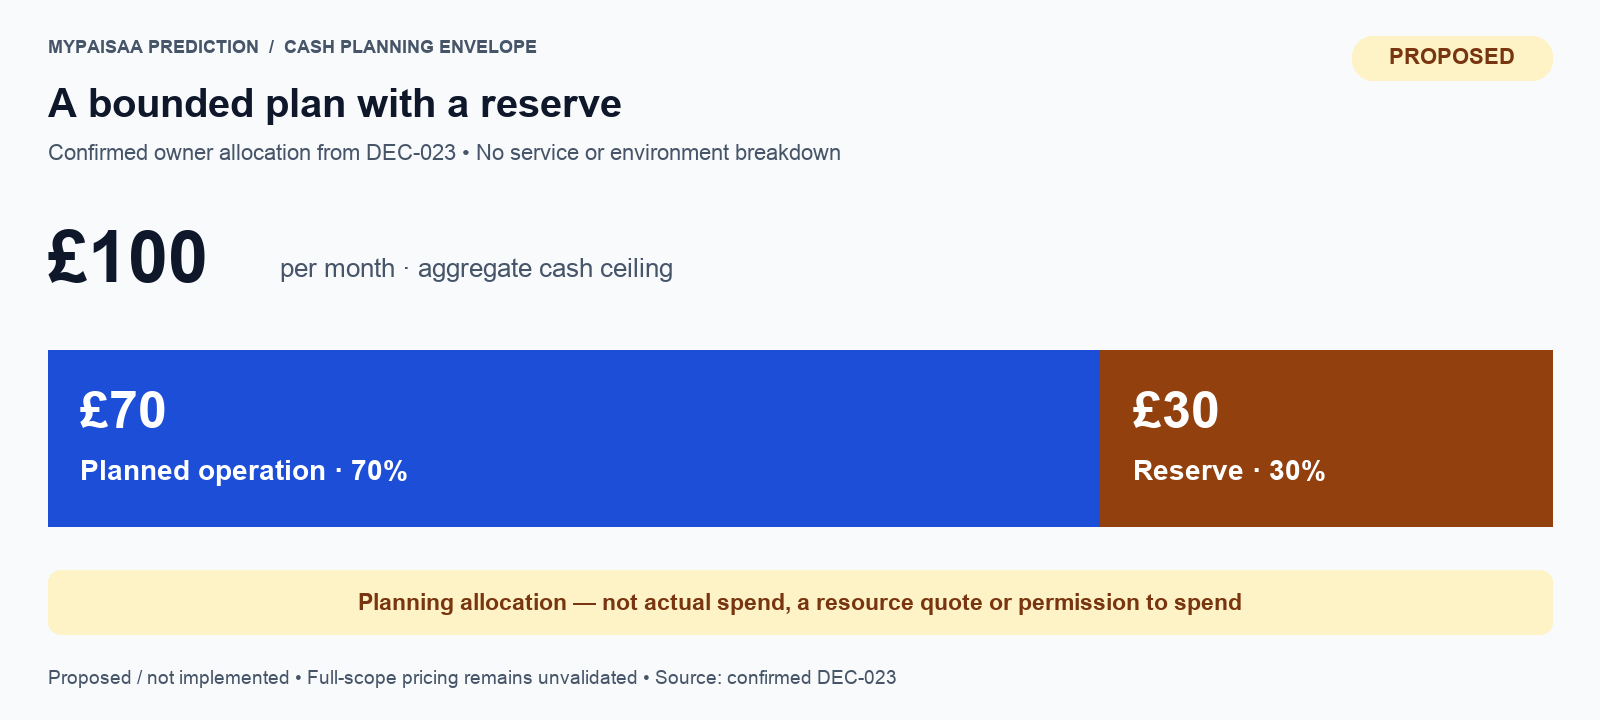 MYPAISAA PREDICTION / CASH PLANNING ENVELOPE
PROPOSED
A bounded plan with a reserve
Confirmed owner allocation from DEC-023 • No service or environment breakdown
£100
per month · aggregate cash ceiling
£70
Planned operation · 70%
£30
Reserve · 30%
Planning allocation — not actual spend, a resource quote or permission to spend
Proposed / not implemented • Full-scope pricing remains unvalidated • Source: confirmed DEC-023